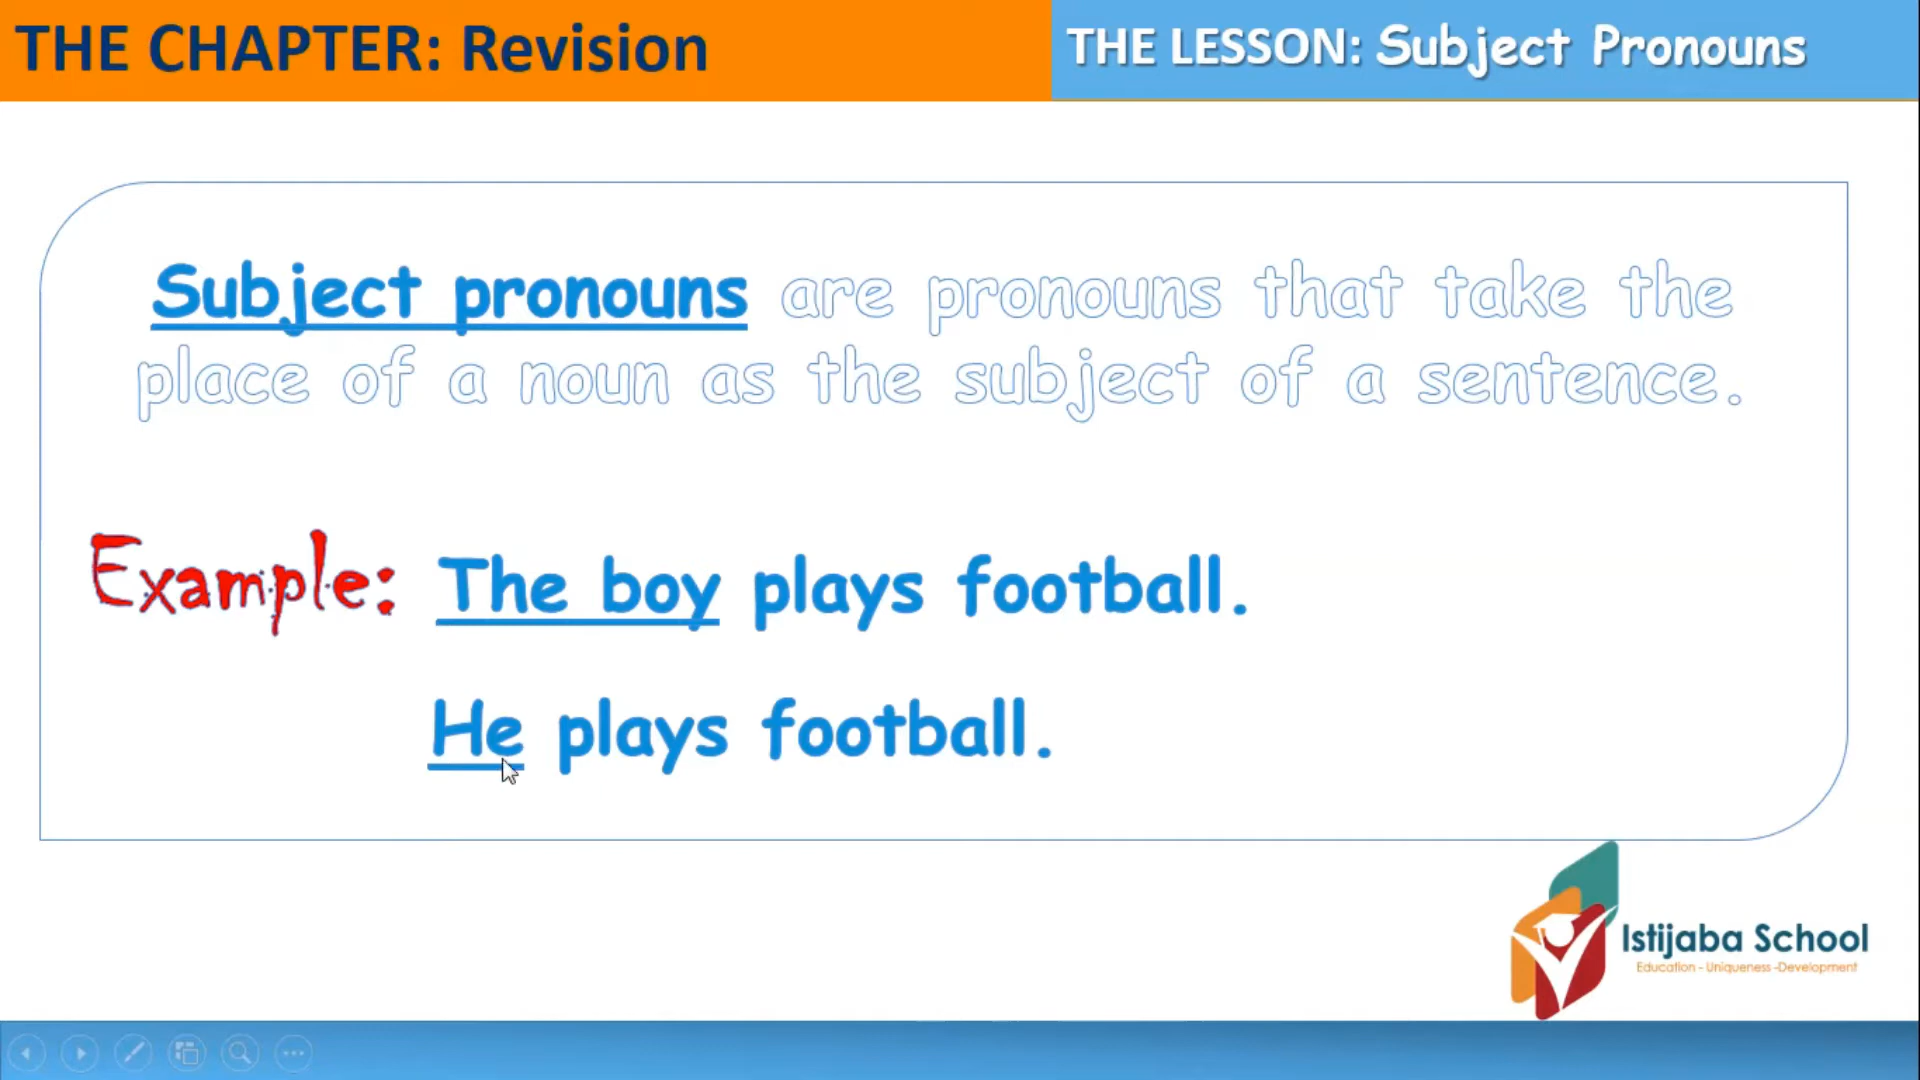 THE CHAPTER: Revision
THE LESSON: Subject Pronouns
Subject pronouns are pronouns that take the
place of a noun as the subject of a sentence.
Example: The boy plays football.
He plays football.
Istijaba School
Education - Uniqueness -Development